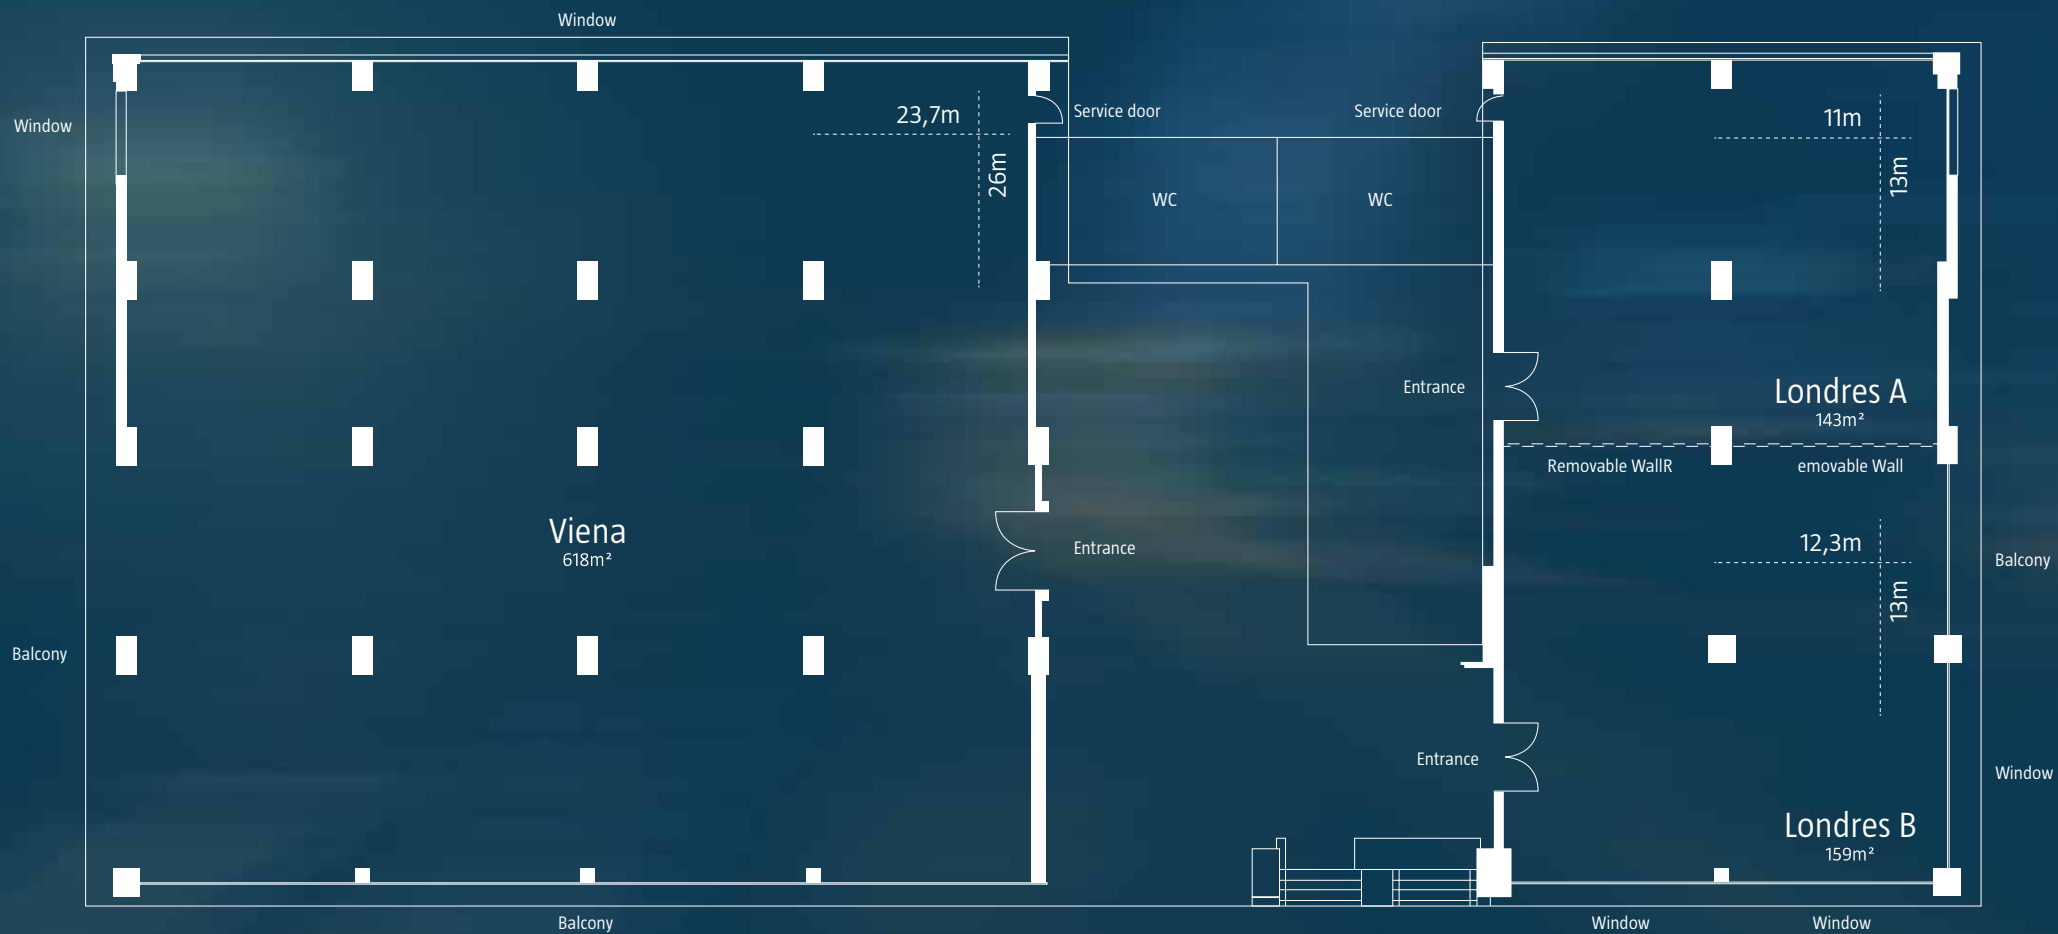 Window
Window
23,7m
26m
Service door
Service door
11m
13m
WC
WC
Entrance
Londres A
143m²
Removable WallR
emovable Wall
Viena
618m²
Entrance
12,3m
13m
Balcony
Balcony
Entrance
Window
Londres B
159m²
Balcony
Window
Window